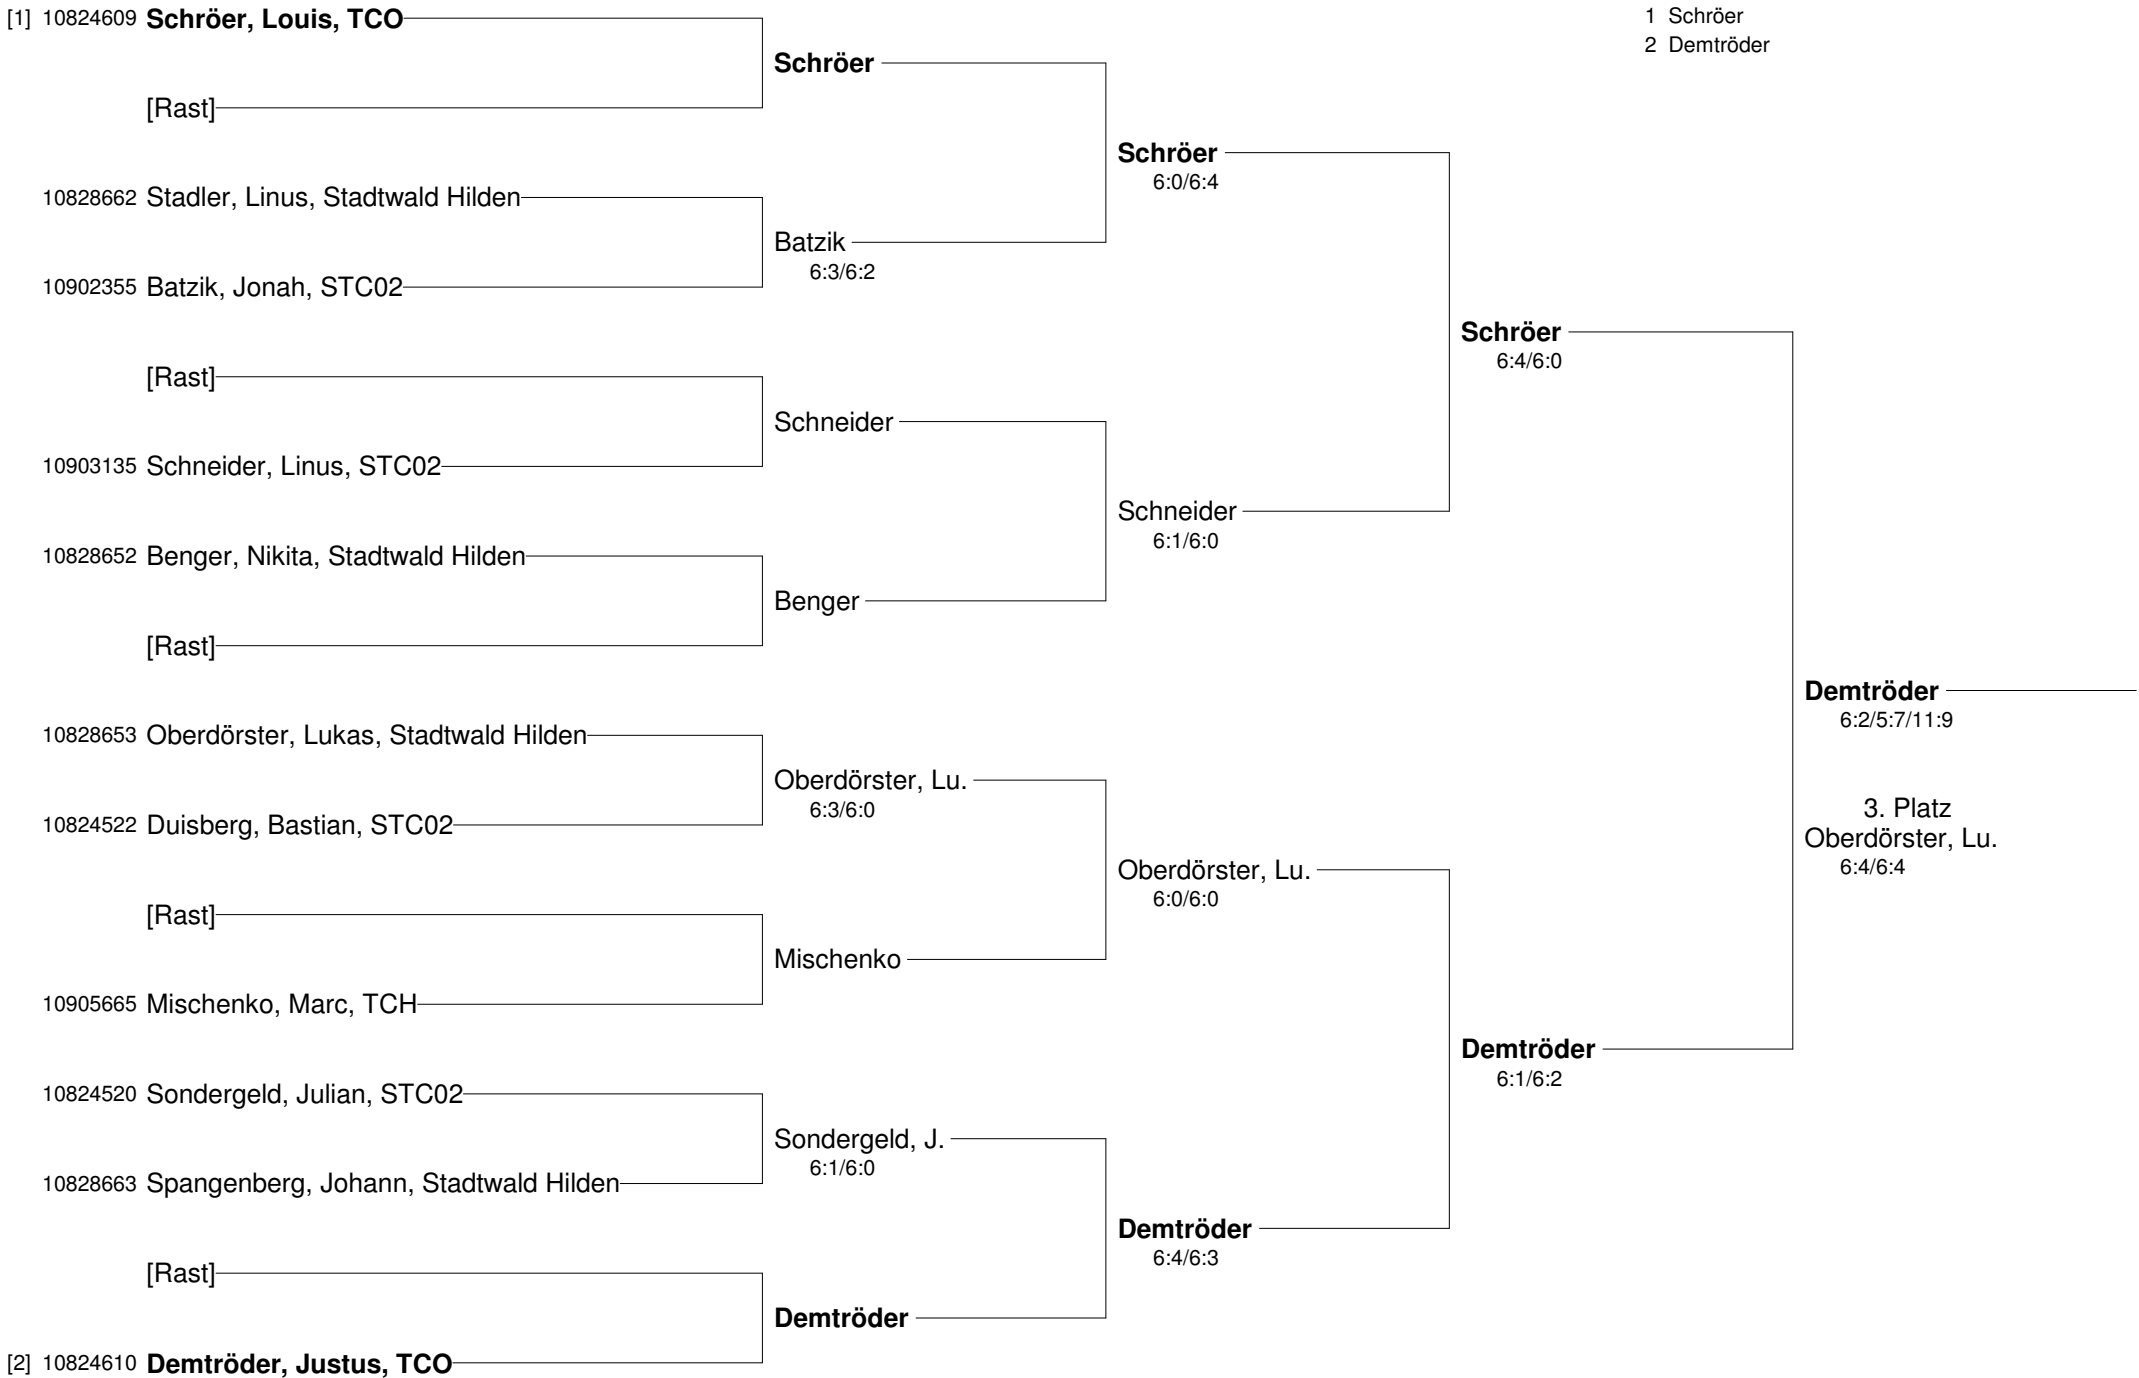 [1] 10824609 Schröer, Louis, TCO
[Rast]
10828662 Stadler, Linus, Stadtwald Hilden
10902355 Batzik, Jonah, STC02
[Rast]
10903135 Schneider, Linus, STC02
10828652 Benger, Nikita, Stadtwald Hilden
[Rast]
10828653 Oberdörster, Lukas, Stadtwald Hilden
10824522 Duisberg, Bastian, STC02
[Rast]
10905665 Mischenko, Marc, TCH
10824520 Sondergeld, Julian, STC02
10828663 Spangenberg, Johann, Stadtwald Hilden
[Rast]
[2] 10824610 Demtröder, Justus, TCO
Schröer
Batzik
6:3/6:2
Schneider
Benger
Oberdörster, Lu.
6:3/6:0
Mischenko
Sondergeld, J.
6:1/6:0
Demtröder
Schröer
6:0/6:4
Schneider
6:1/6:0
Oberdörster, Lu.
6:0/6:0
Demtröder
6:4/6:3
Schröer
6:4/6:0
Demtröder
6:1/6:2
1 Schröer
2 Demtröder
Demtröder
6:2/5:7/11:9
3. Platz
Oberdörster, Lu.
6:4/6:4